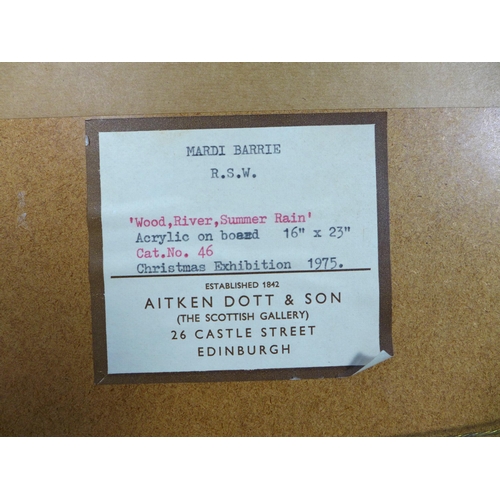 MARDI BARRIE
R.S.W.
'Wood,River,Summer Rain'
Acrylic on board 16" x 23"
Cat.No. 46
Christmas Exhibition 1975.
ESTABLISHED 1842
AITKEN DOTT & SON
(THE SCOTTISH GALLERY)
26 CASTLE STREET
EDINBURGH